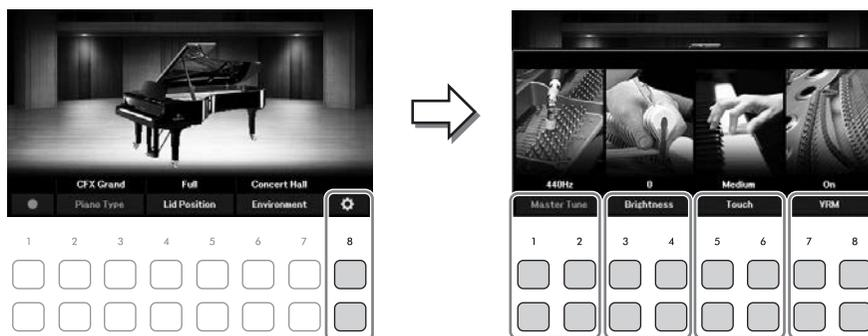 CFX Grand Full Concert Hall
Piano Type Lid Position Environment
1 2 3 4 5 6 7 8
440Hz 0 Medium On
Master Tune Brightness Touch YRM
1 2 3 4 5 6 7 8